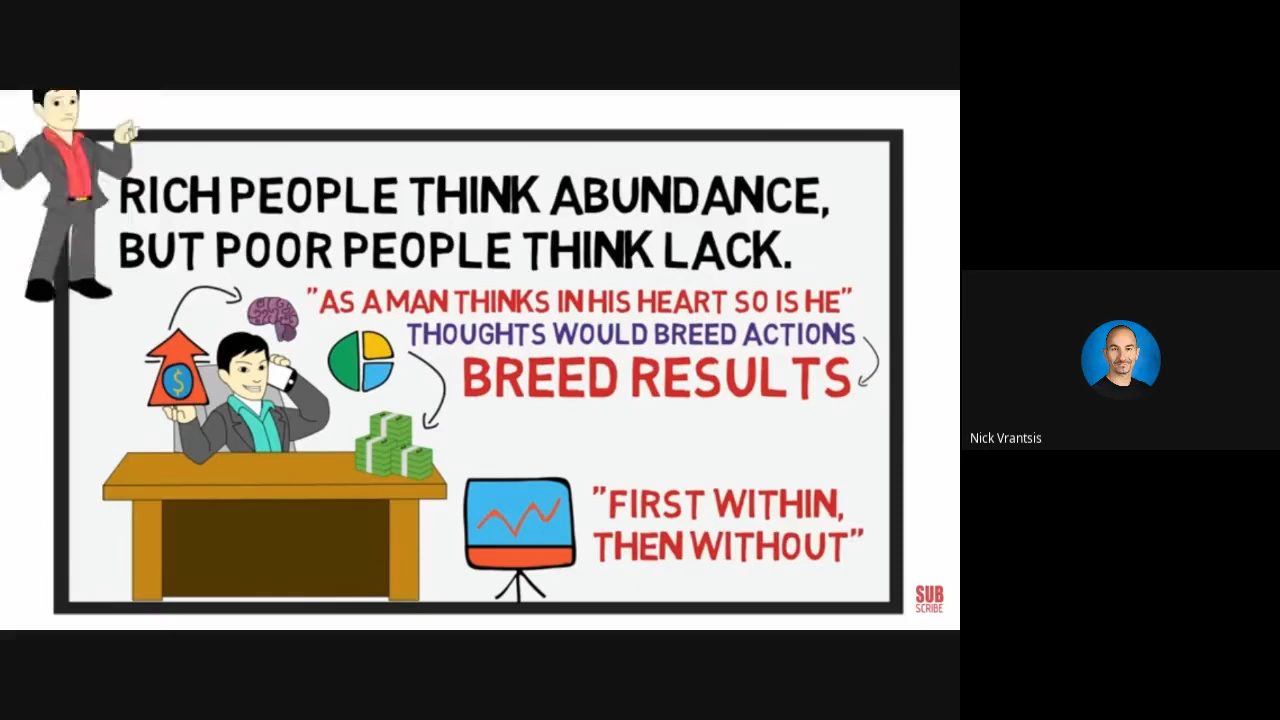 RICH PEOPLE THINK ABUNDANCE,
BUT POOR PEOPLE THINK LACK.
"AS A MAN THINKS IN HIS HEART SO IS HE"
THOUGHTS WOULD BREED ACTIONS
BREED RESULTS
"FIRST WITHIN,
THEN WITHOUT"
SUB
SCRIBE
Nick Vrantsis